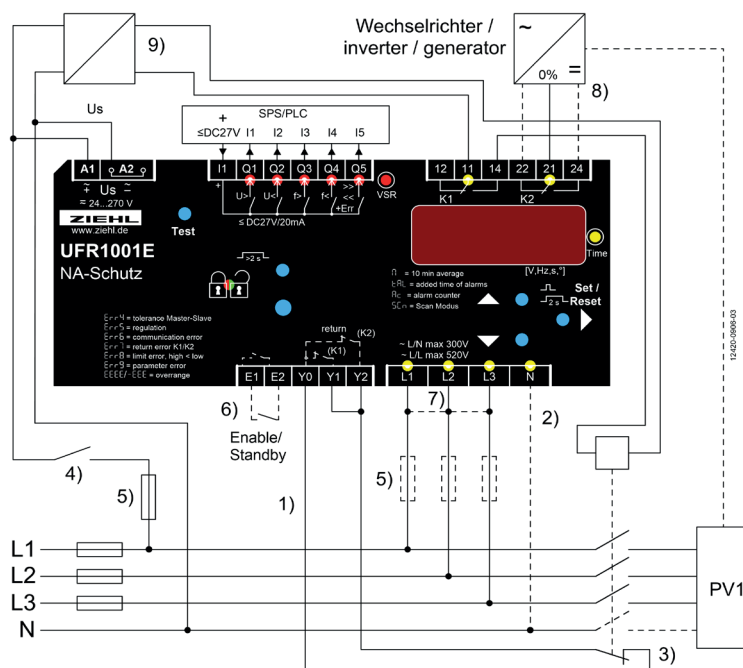 Wechselrichter /
inverter / generator
9)
~
0%
=
8)
Us
SPS/PLC
+
≤DC27V I1 I2 I3 I4 I5
A1 A2
I1 Q1 Q2 Q3 Q4 Q5
12 11 14 22 21 24
~ Us ~
≂ 24...270 V
+
U> U< f> f< >>
<<
+Err
VSR
K1 K2
≤ DC27V/20mA
ZIEHL
www.ziehl.de
UFR1001E
NA-Schutz
Test
>2 s
Time
[V,Hz,s,°]
= 10 min average
tAL = added time of alarms
Ac = alarm counter
SCn = Scan Modus
Set /
Reset
2 s
Err4 = tolerance Master-Slave
Err5 = regulation
Err6 = communication error
Err7 = return error K1/K2
Err8 = limit error, high < low
Err9 = parameter error
EEEE/-EEE = overrange
return
(K2)
(K1)
~ L/N max 300V
~ L/L max 520V
12420-0906-03
E1 E2 Y0 Y1 Y2
L1 L2 L3 N
6)
7)
2)
Enable/
Standby
4)
5)
1)
5)
L1
L2
L3
N
PV1
3)